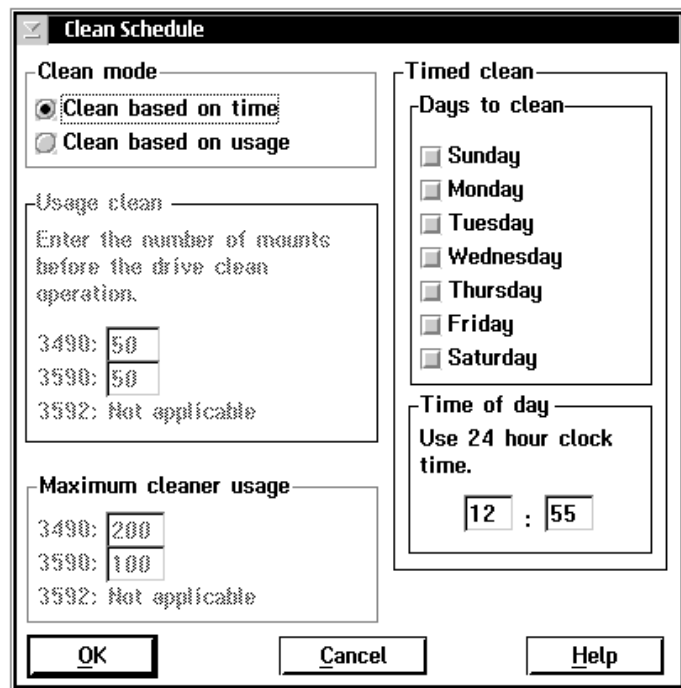 Clean Schedule
Clean mode
Clean based on time
Clean based on usage
Usage clean
Enter the number of mounts
before the drive clean
operation.
3490: 50
3590: 50
3592: Not applicable
Maximum cleaner usage
3490: 200
3590: 100
3592: Not applicable
Timed clean
Days to clean
Sunday
Monday
Tuesday
Wednesday
Thursday
Friday
Saturday
Time of day
Use 24 hour clock
time.
12 : 55
OK
Cancel
Help